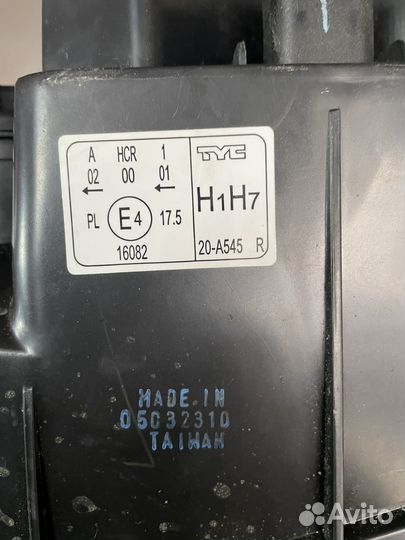 A HCR 1
02 00 01
← ←
PL E4 17.5
16082
TYC
H1H7
20-A545 R
MADE.IN
05032310
TAIWAN
Avito